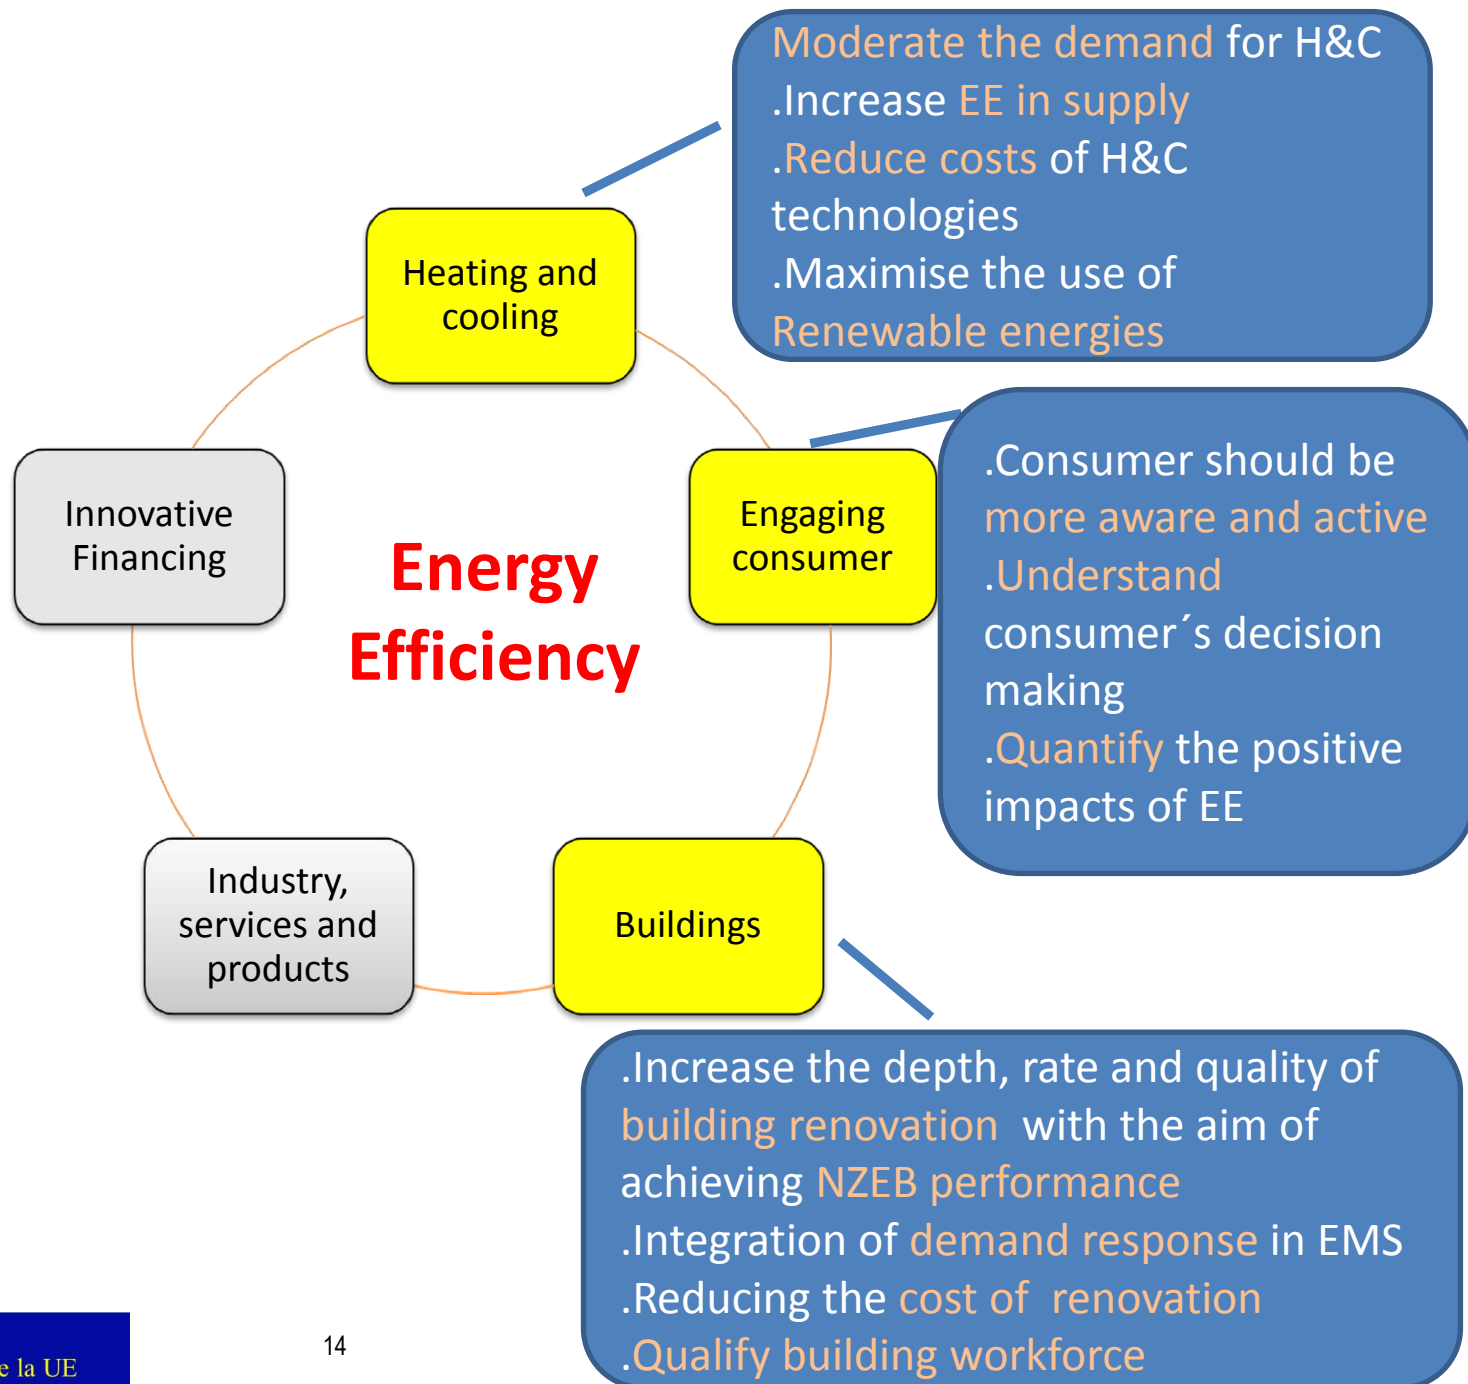 Moderate the demand for H&C
.Increase EE in supply
.Reduce costs of H&C
technologies
.Maximise the use of
Renewable energies
Heating and
cooling
.Consumer should be
more aware and active
.Understand
consumer´s decision
making
.Quantify the positive
impacts of EE
Engaging
consumer
Innovative
Financing
Energy
Efficiency
Industry,
services and
products
Buildings
.Increase the depth, rate and quality of
building renovation with the aim of
achieving NZEB performance
.Integration of demand response in EMS
.Reducing the cost of renovation
.Qualify building workforce
14
e la UE